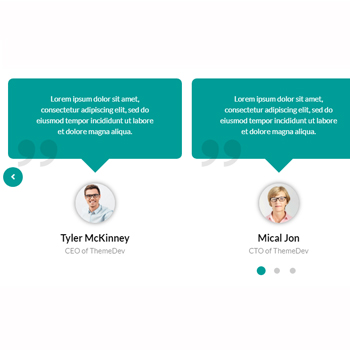 Lorem ipsum dolor sit amet,
consectetur adipiscing elit, sed do
eiusmod tempor incididunt ut labore
et dolore magna aliqua.
Tyler McKinney
CEO of ThemeDev
Lorem ipsum dolor sit amet,
consectetur adipiscing elit, sed do
eiusmod tempor incididunt ut labore
et dolore magna aliqua.
Mical Jon
CTO of ThemeDev